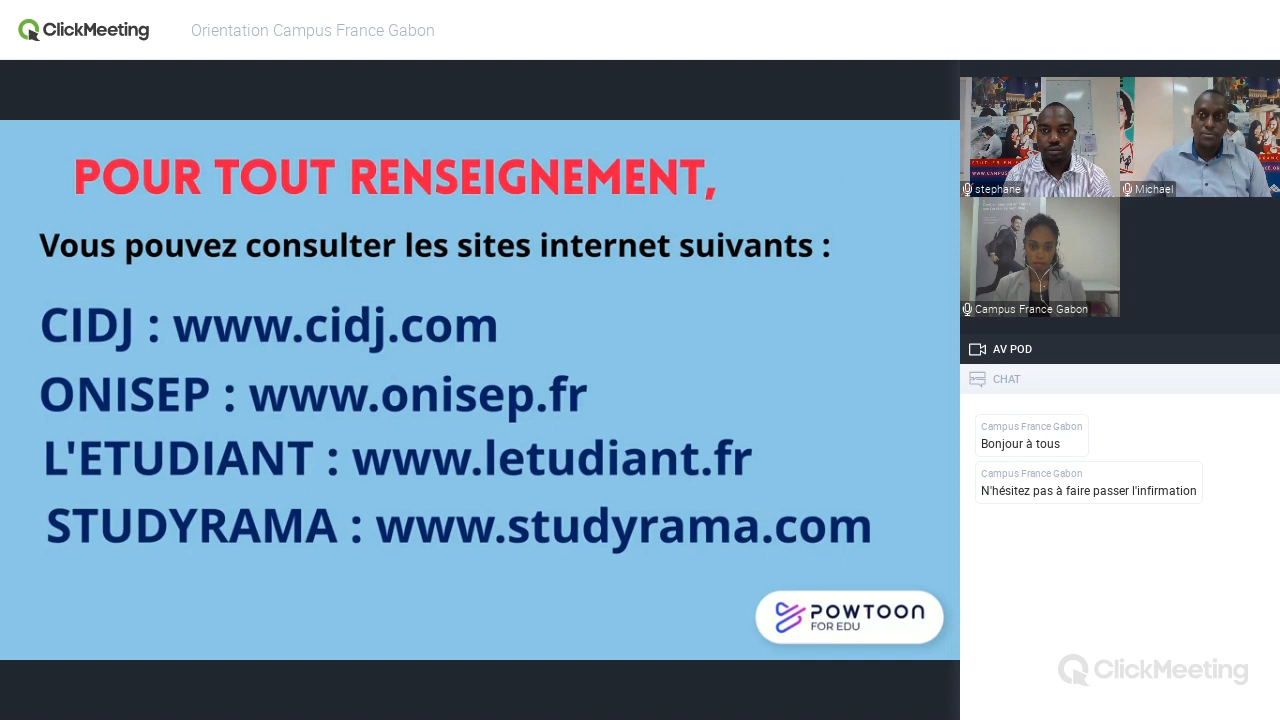 ClickMeeting
Orientation Campus France Gabon
POUR TOUT RENSEIGNEMENT,
Vous pouvez consulter les sites internet suivants :
CIDJ : www.cidj.com
ONISEP : www.onisep.fr
L'ETUDIANT : www.letudiant.fr
STUDYRAMA : www.studyrama.com
POWTOON
FOR EDU
stephane
Michael
Campus France Gabon
AV POD
CHAT
Campus France Gabon
Bonjour à tous
Campus France Gabon
N'hésitez pas à faire passer l'infirmation
ClickMeeting